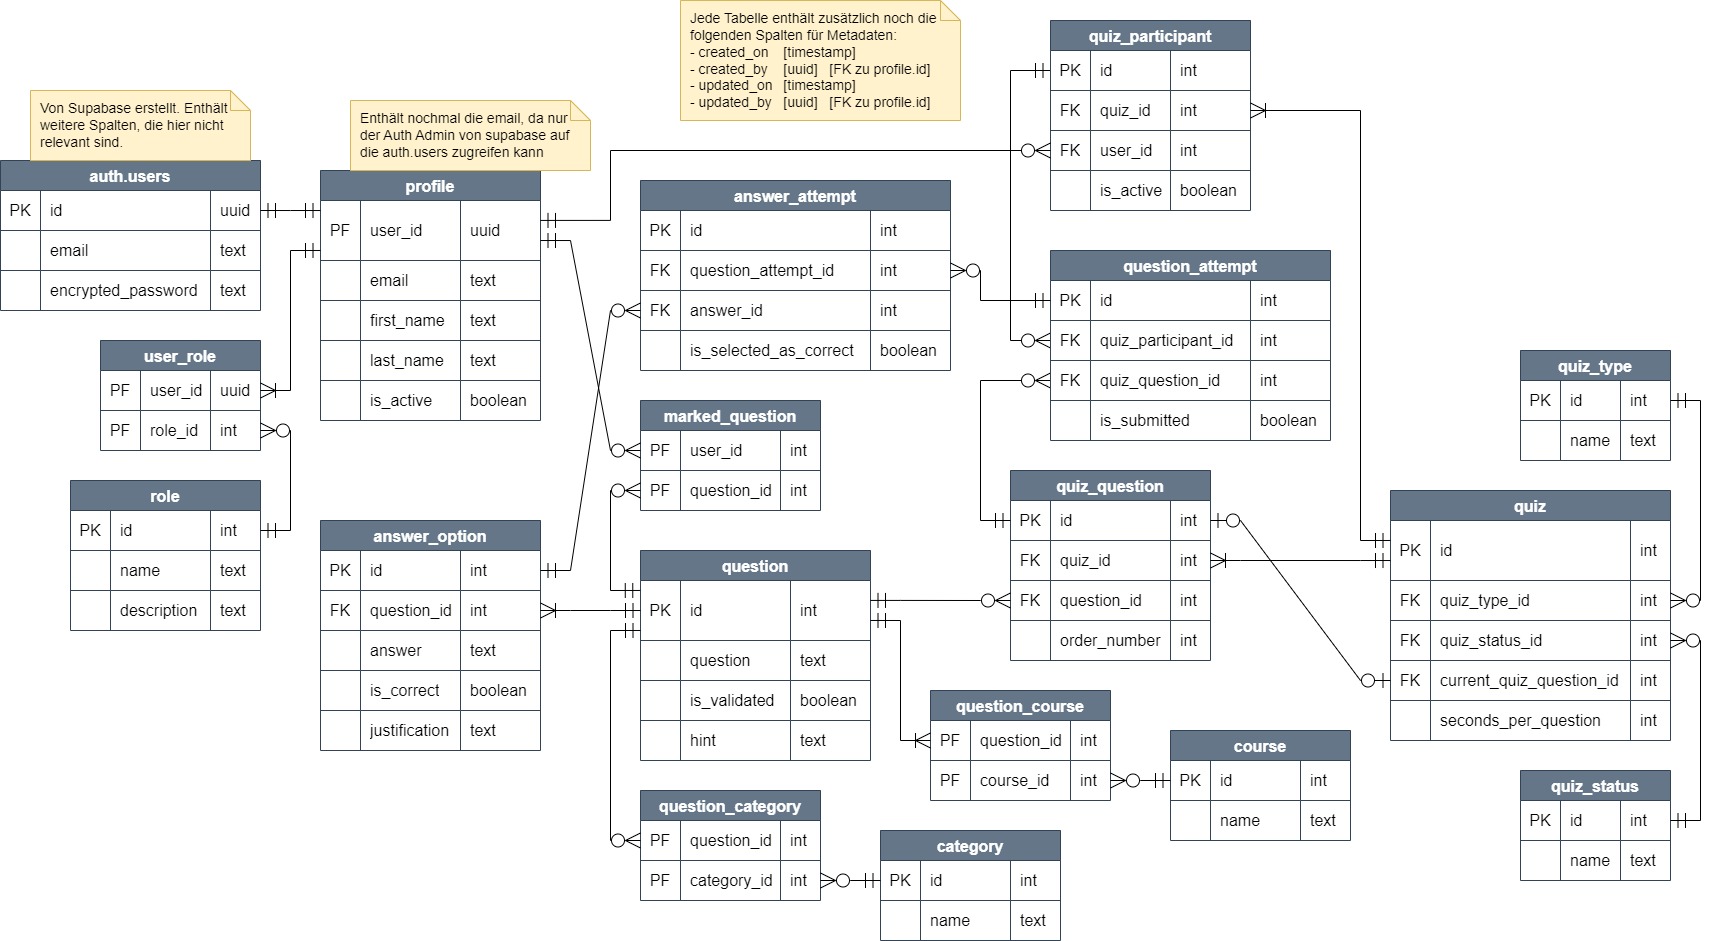 Jede Tabelle enthält zusätzlich noch die
folgenden Spalten für Metadaten:
- created_on [timestamp]
- created_by [uuid] [FK zu profile.id]
- updated_on [timestamp]
- updated_by [uuid] [FK zu profile.id]
Von Supabase erstellt. Enthält
weitere Spalten, die hier nicht
relevant sind.
Enthält nochmal die email, da nur
der Auth Admin von supabase auf
die auth.users zugreifen kann
auth.users
PK id uuid
email text
encrypted_password text
user_role
PF user_id uuid
PF role_id int
role
PK id int
name text
description text
profile
PF user_id uuid
email text
first_name text
last_name text
is_active boolean
answer_option
PK id int
FK question_id int
answer text
is_correct boolean
justification text
answer_attempt
PK id int
FK question_attempt_id int
FK answer_id int
is_selected_as_correct boolean
marked_question
PF user_id int
PF question_id int
question
PK id int
question text
is_validated boolean
hint text
question_category
PF question_id int
PF category_id int
category
PK id int
name text
quiz_participant
PK id int
FK quiz_id int
FK user_id int
is_active boolean
question_attempt
PK id int
FK quiz_participant_id int
FK quiz_question_id int
is_submitted boolean
quiz_question
PK id int
FK quiz_id int
FK question_id int
order_number int
question_course
PF question_id int
PF course_id int
course
PK id int
name text
quiz_type
PK id int
name text
quiz
PK id int
FK quiz_type_id int
FK quiz_status_id int
FK current_quiz_question_id int
seconds_per_question int
quiz_status
PK id int
name text